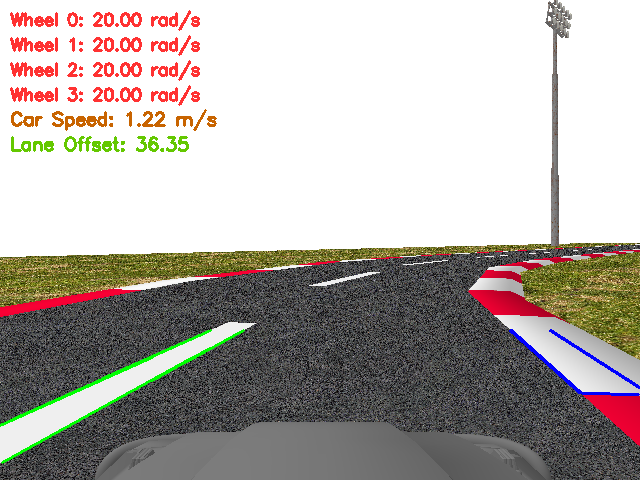 Wheel 0: 20.00 rad/s
Wheel 1: 20.00 rad/s
Wheel 2: 20.00 rad/s
Wheel 3: 20.00 rad/s
Car Speed: 1.22 m/s
Lane Offset: 36.35